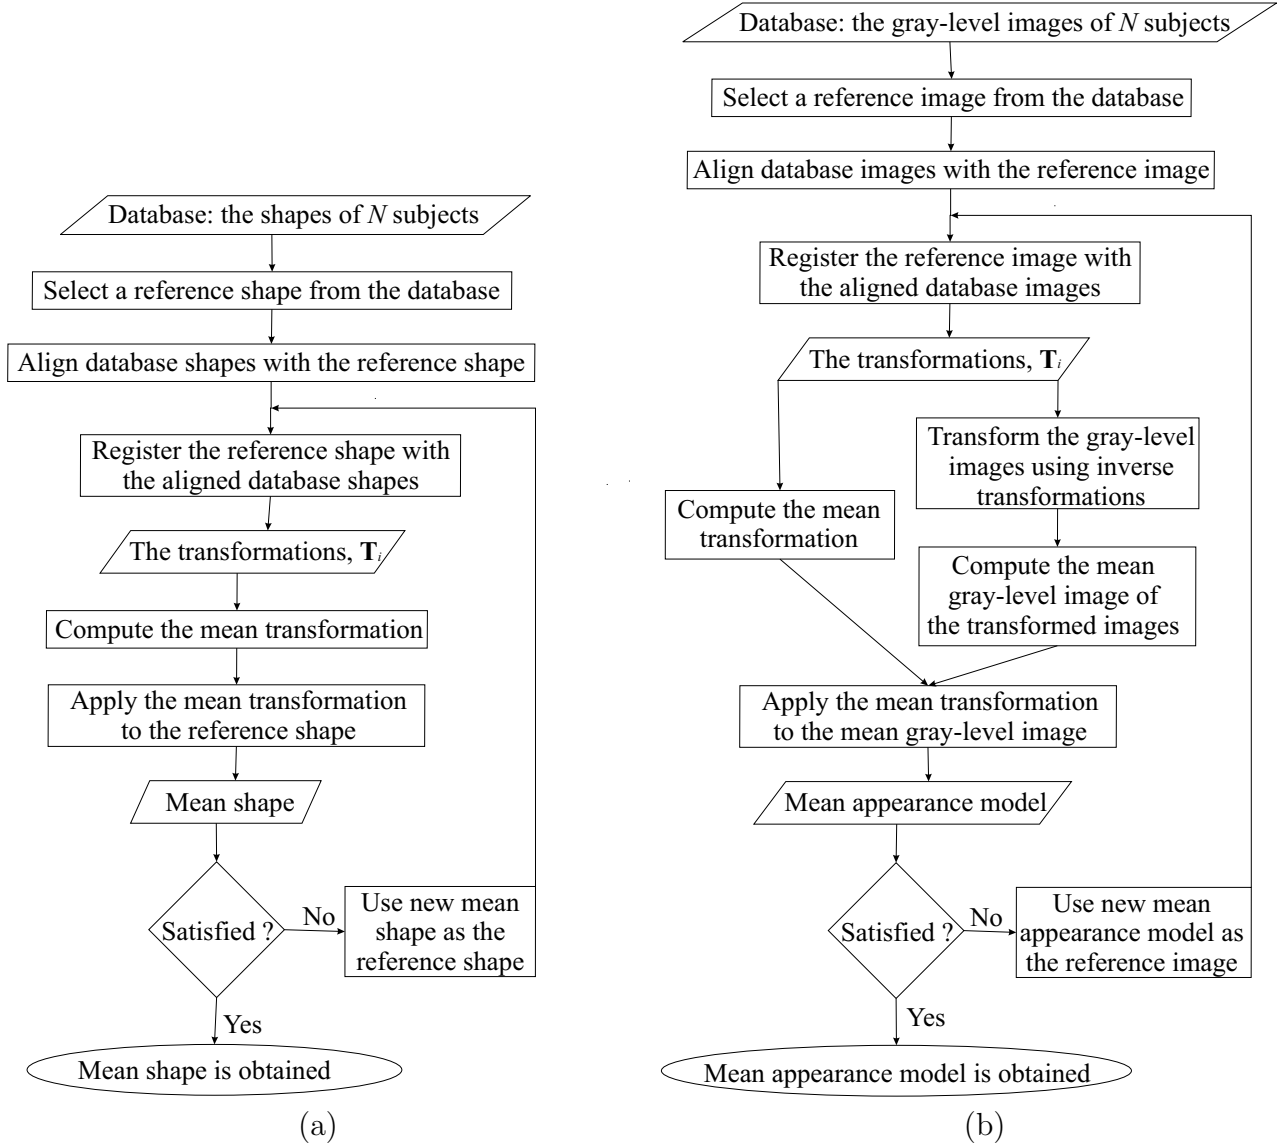 Database: the shapes of N subjects
Select a reference shape from the database
Align database shapes with the reference shape
Register the reference shape with
the aligned database shapes
The transformations, Ti
Compute the mean transformation
Apply the mean transformation
to the reference shape
Mean shape
Satisfied ?
No
Use new mean
shape as the
reference shape
Yes
Mean shape is obtained
(a)
Database: the gray-level images of N subjects
Select a reference image from the database
Align database images with the reference image
Register the reference image with
the aligned database images
The transformations, Ti
Transform the gray-level
images using inverse
transformations
Compute the mean
transformation
Compute the mean
gray-level image of
the transformed images
Apply the mean transformation
to the mean gray-level image
Mean appearance model
Satisfied ?
No
Use new mean
appearance model as
the reference image
Yes
Mean appearance model is obtained
(b)